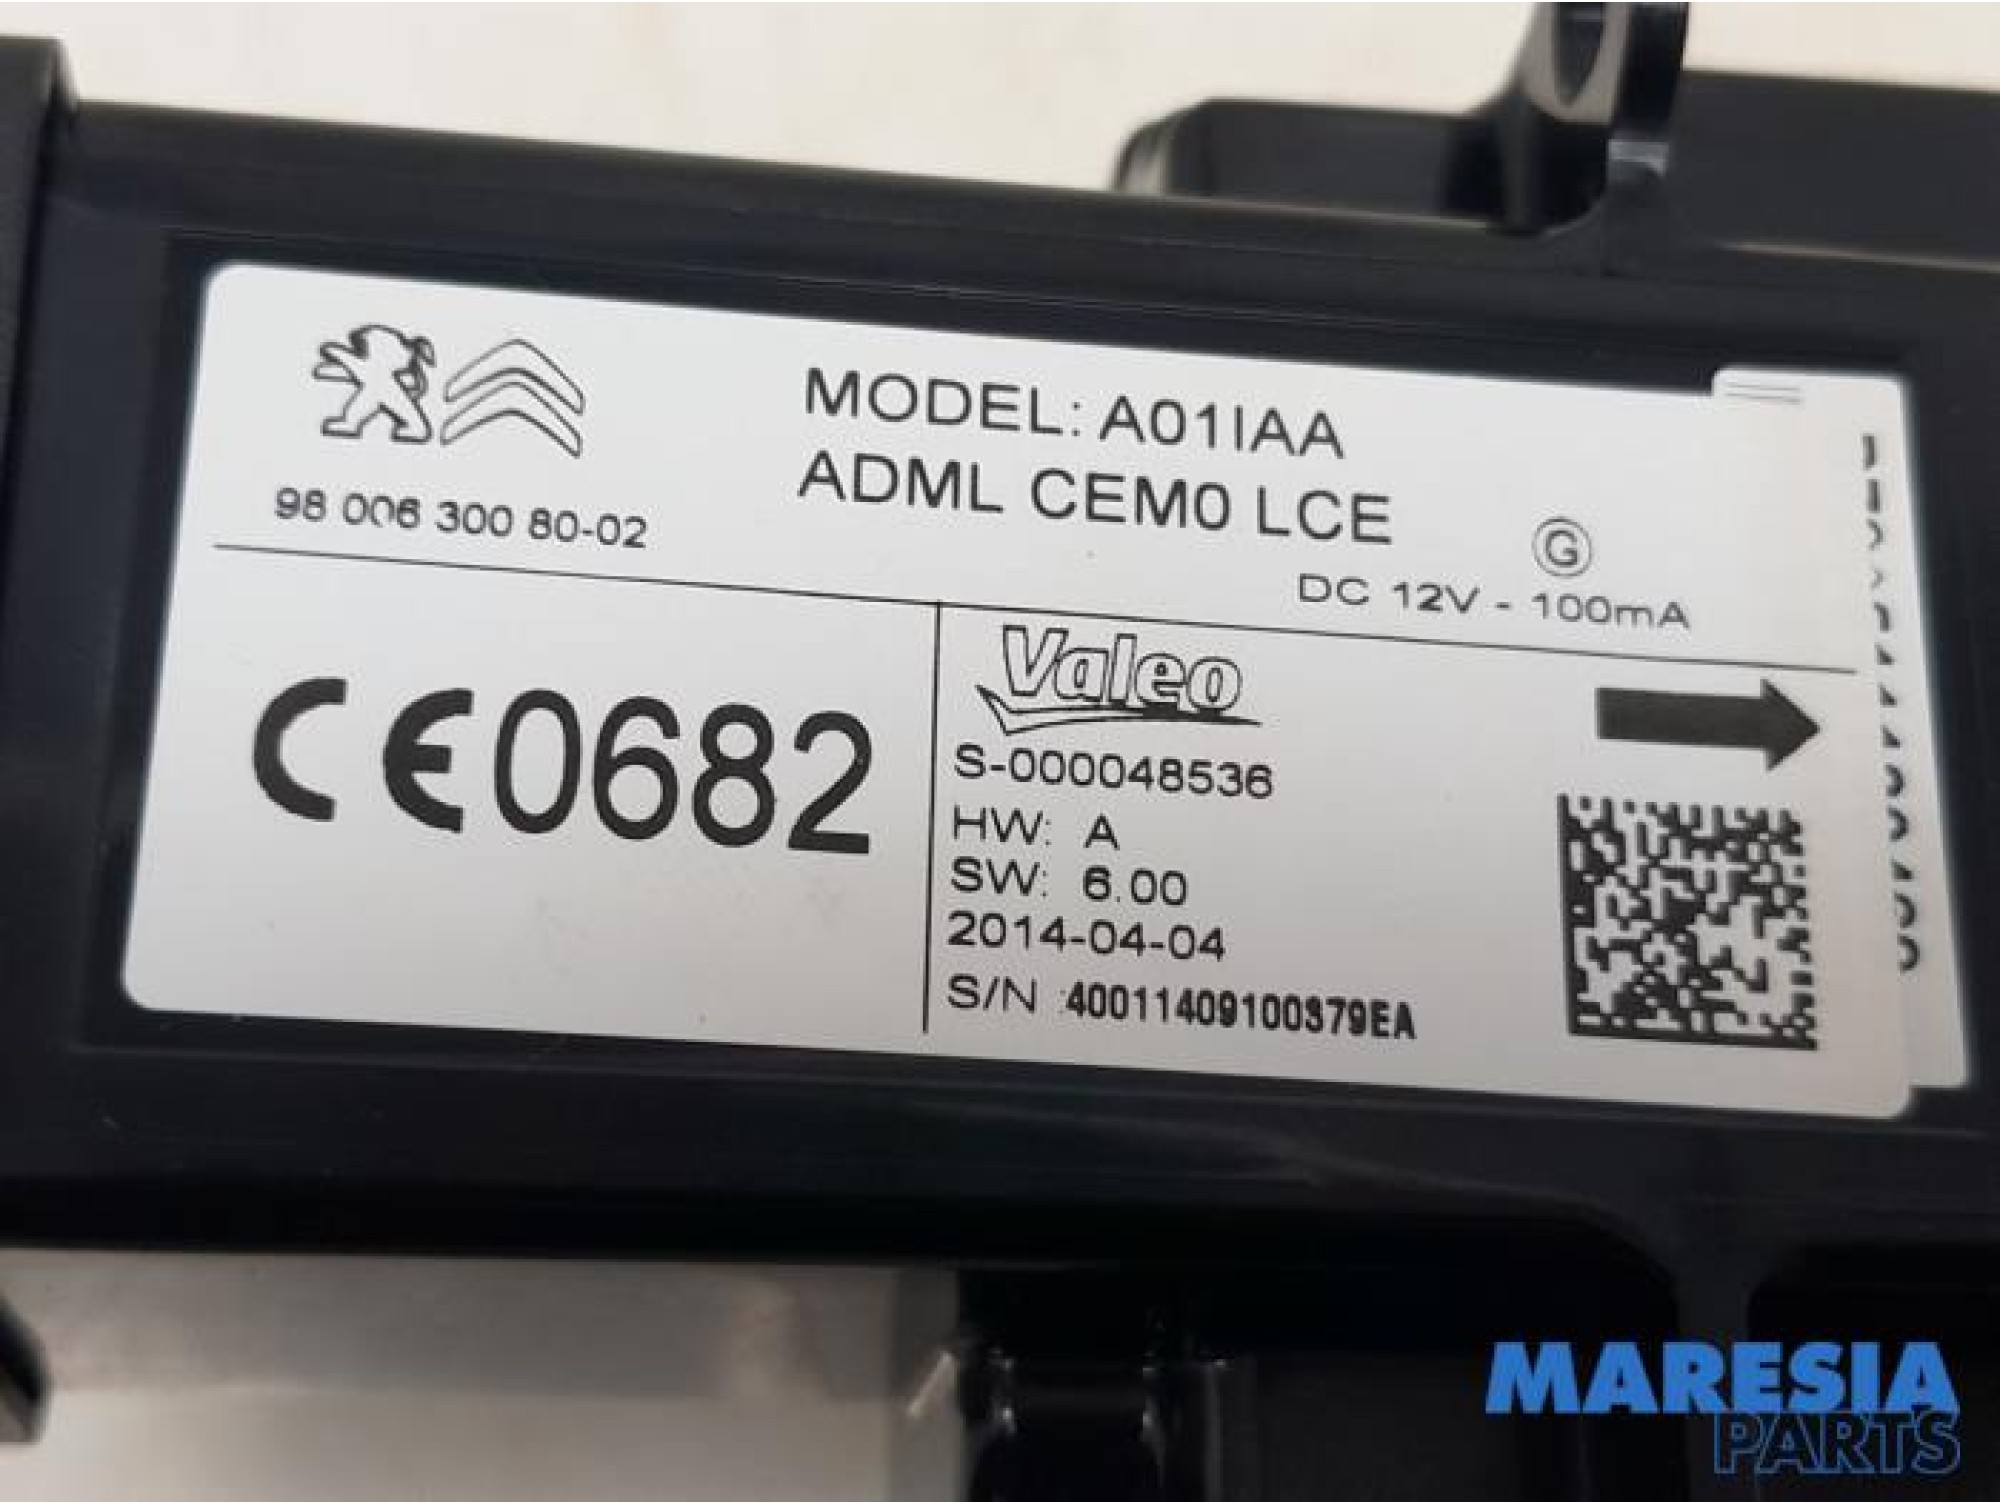 MODEL: A01IAA
ADML CEM0 LCE
98 006 300 80-02
G
DC 12V - 100mA
CE0682
Valeo
S-000048536
HW: A
SW: 6.00
2014-04-04
S/N :40011409100379EA
MARESIA
PARTS